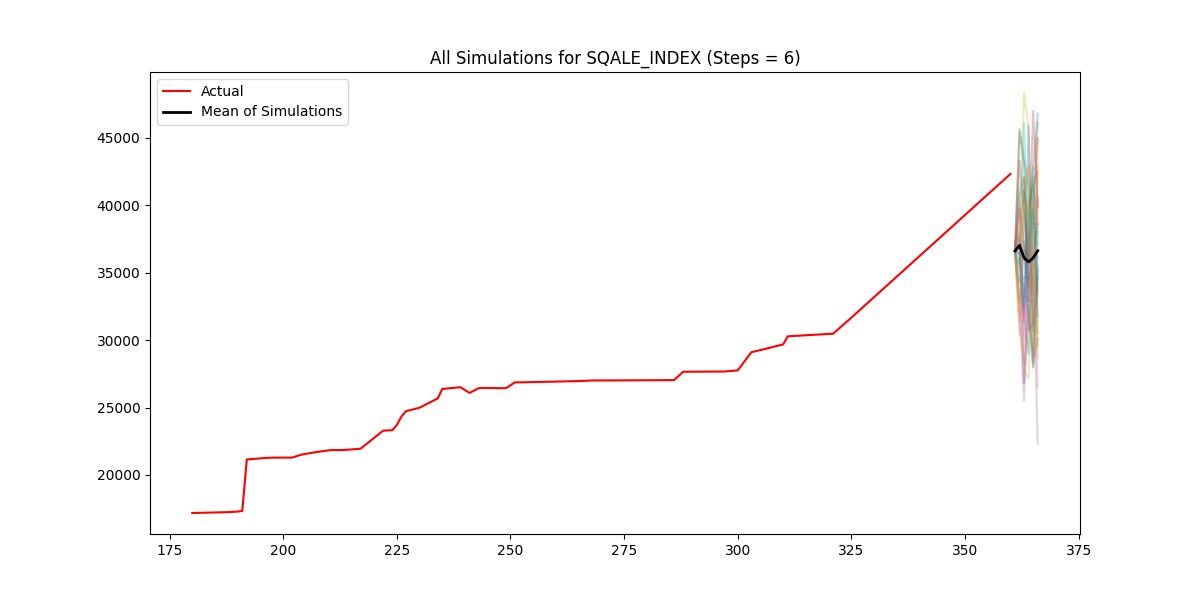 All Simulations for SQALE_INDEX (Steps = 6)
Actual
Mean of Simulations
45000
40000
35000
30000
25000
20000
175 200 225 250 275 300 325 350 375